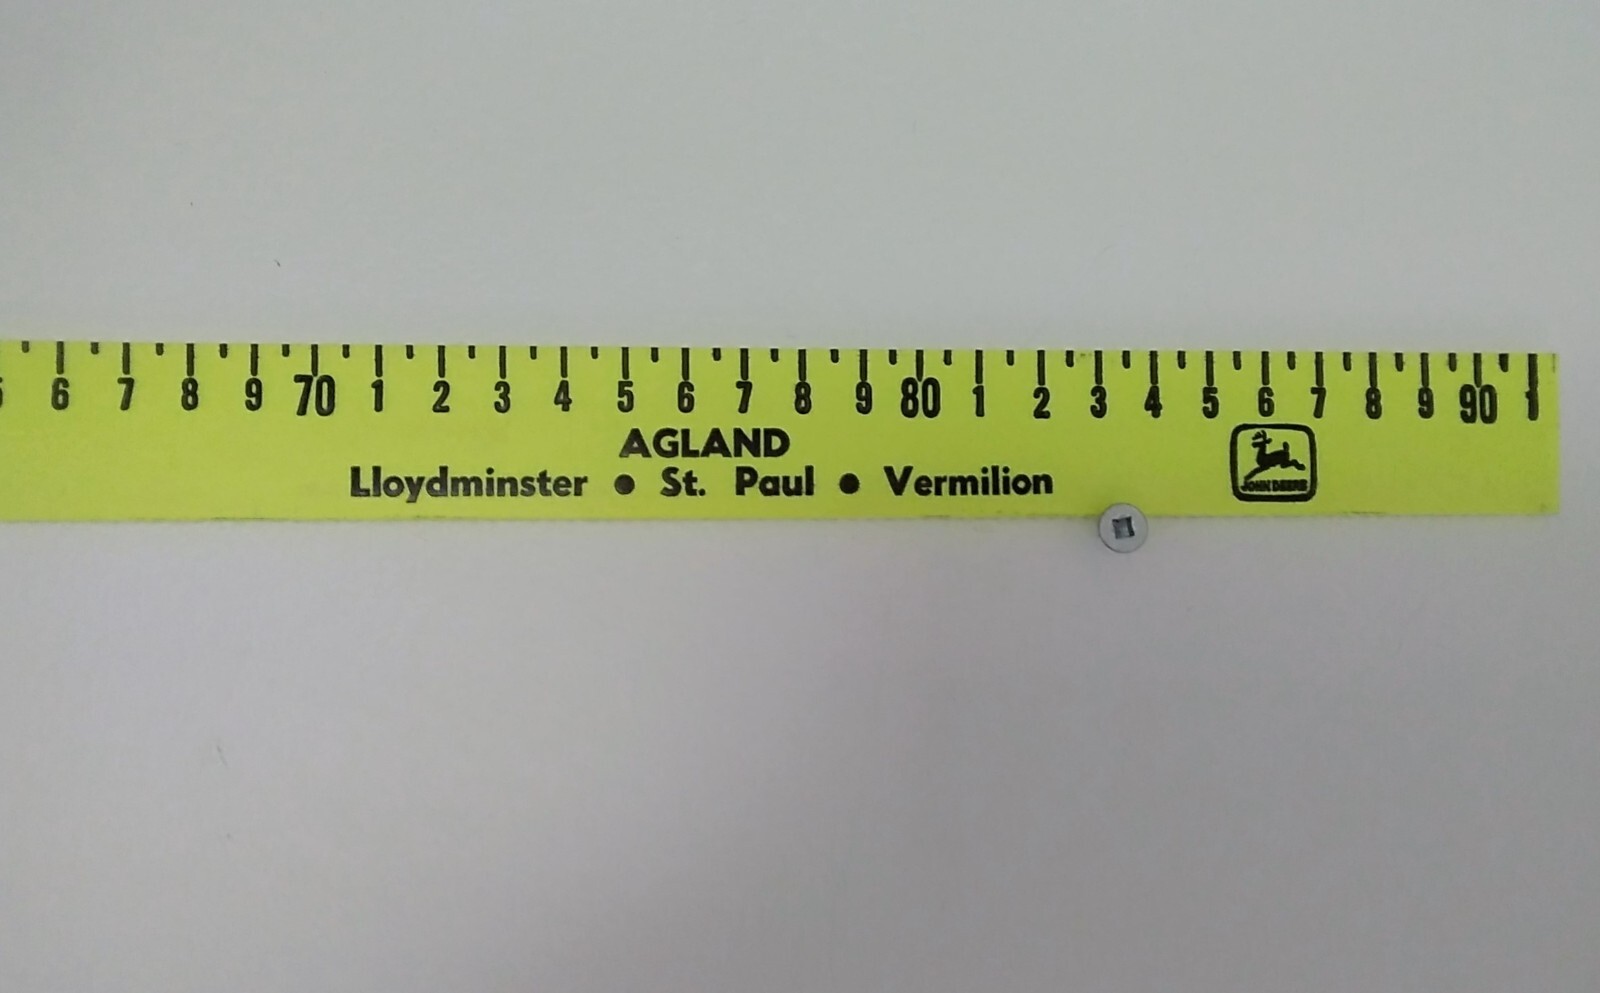 6 7 8 9 70 1 2 3 4 5 6 7 8 9 80 1 2 3 4 5 6 7 8 9 90 1
AGLAND
Lloydminster • St. Paul • Vermilion
JOHN DEERE